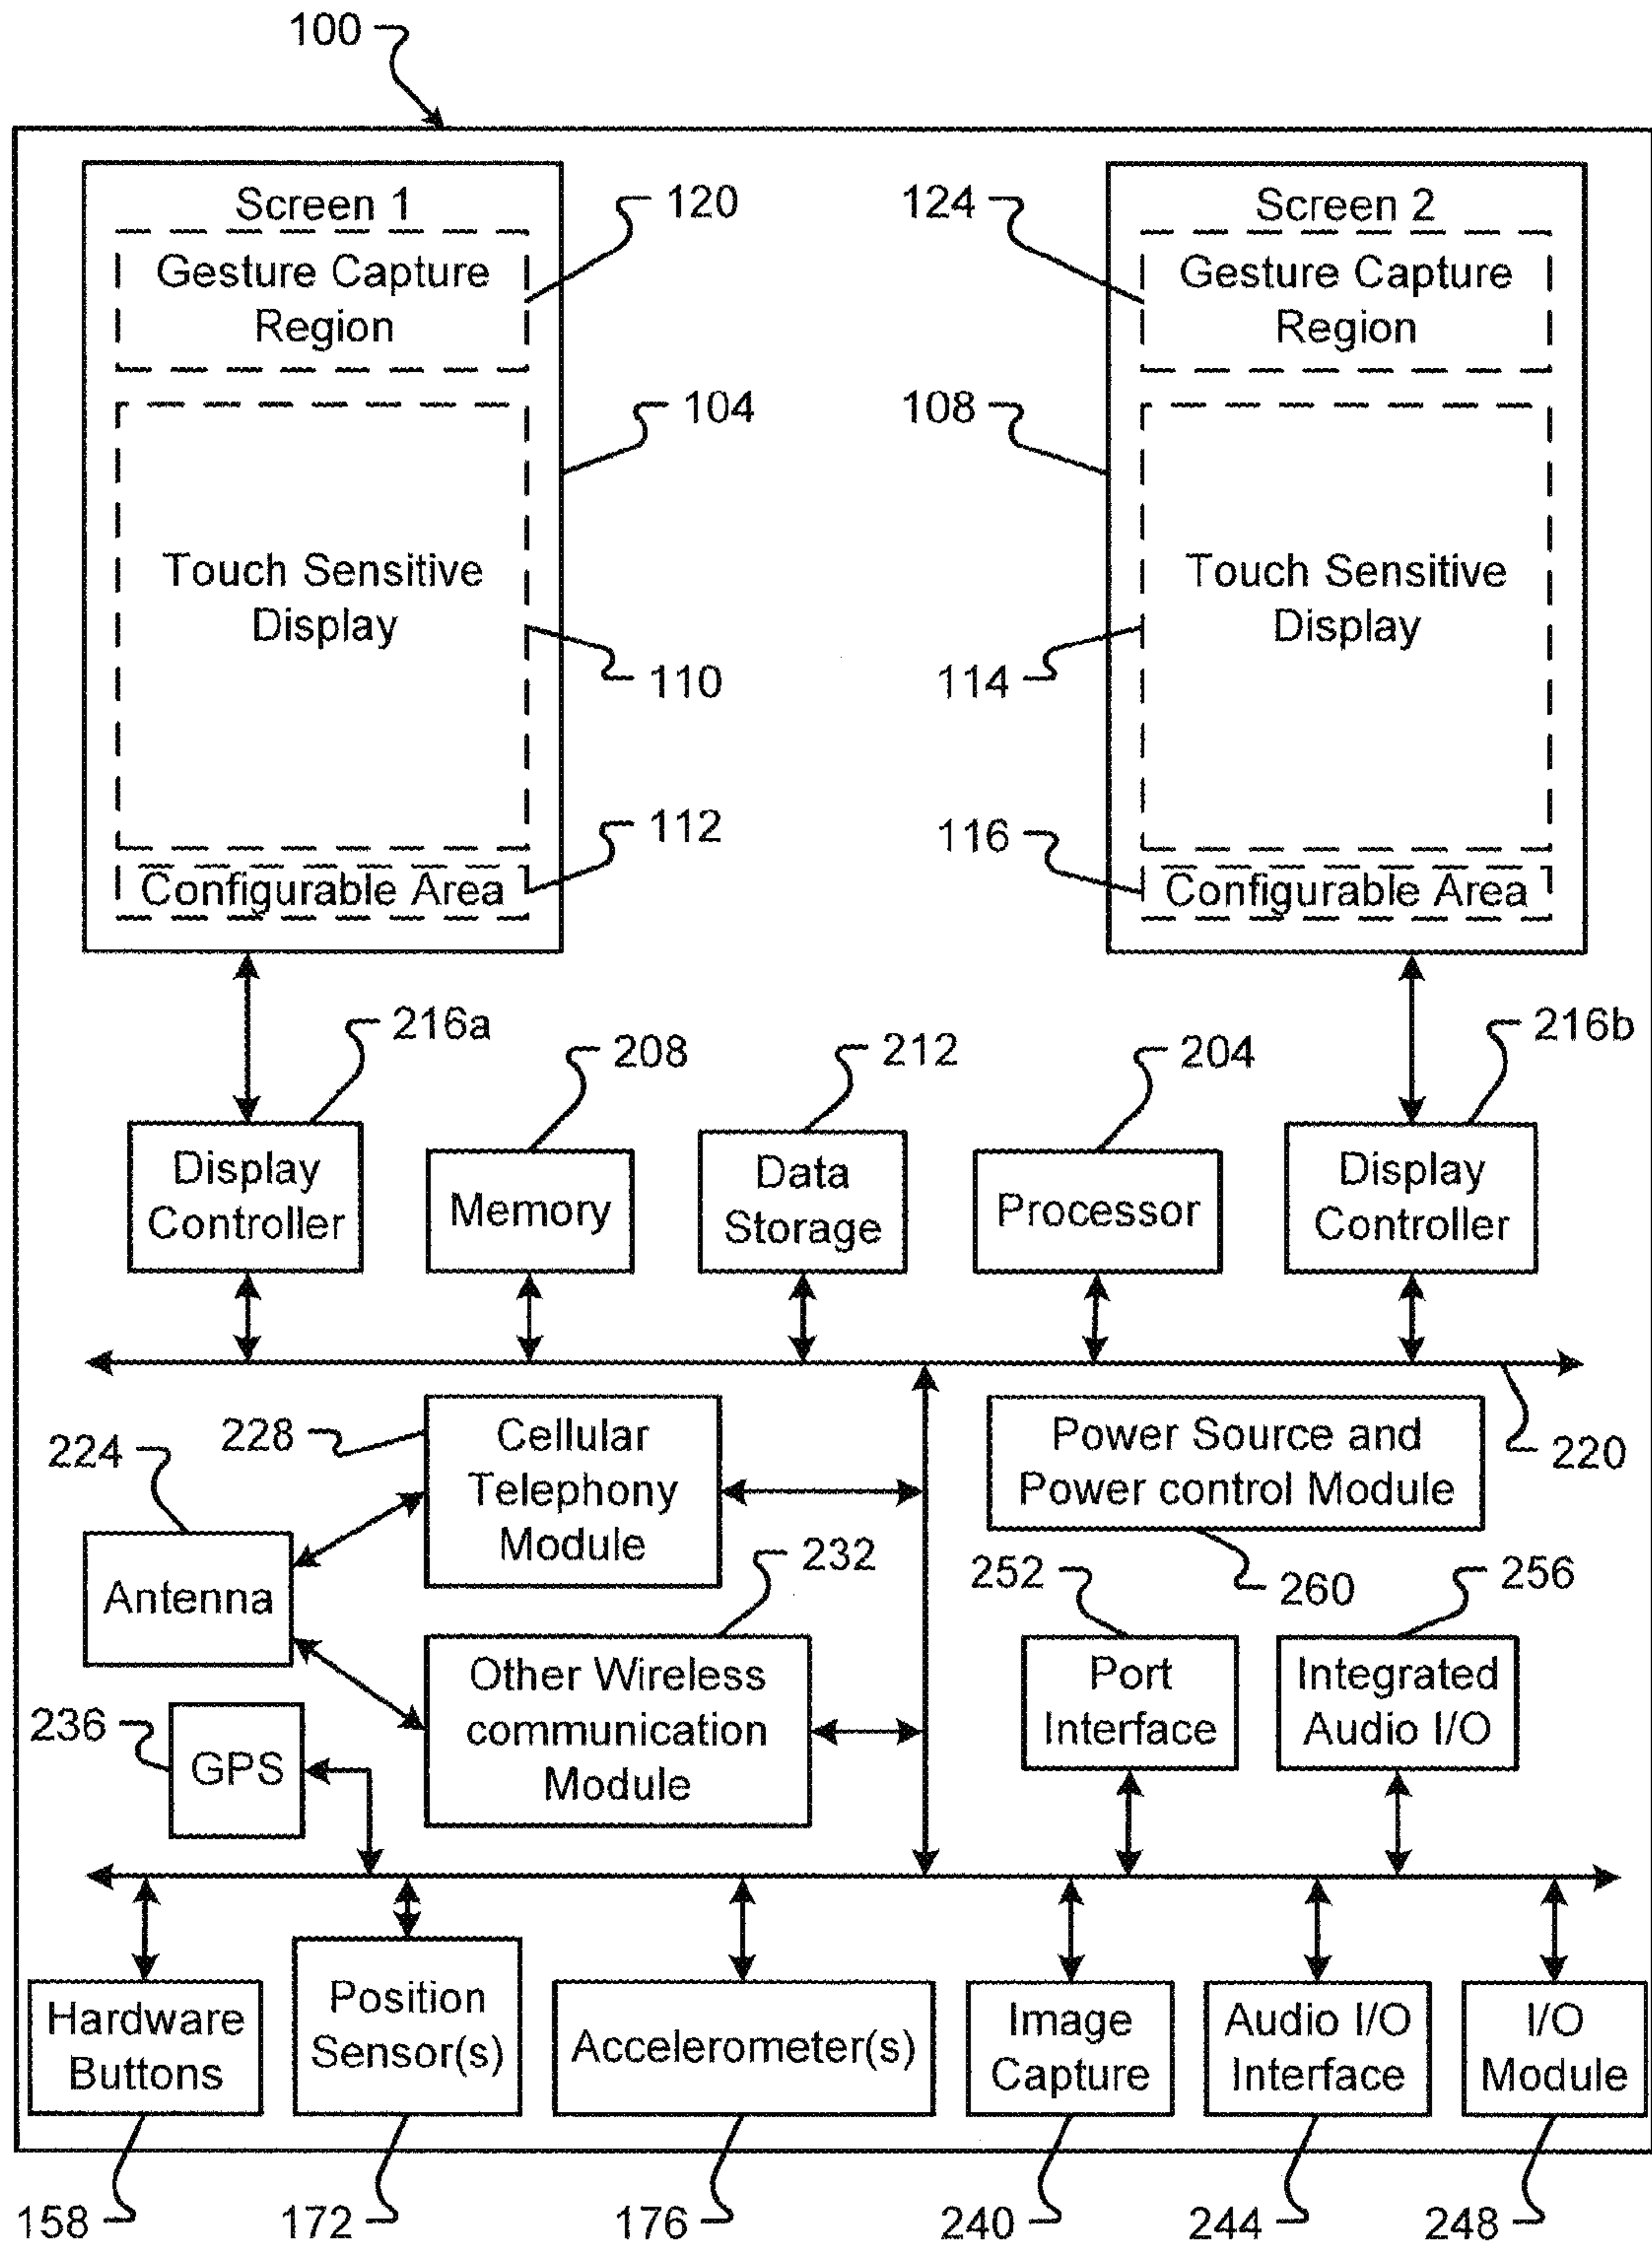 100
Screen 1
120
124
Screen 2
Gesture Capture
Region
Gesture Capture
Region
104
108
Touch Sensitive
Display
Touch Sensitive
Display
110
114
112
116
Configurable Area
Configurable Area
216a
208
212
204
216b
Display
Controller
Memory
Data
Storage
Processor
Display
Controller
228
Cellular
Telephony
Module
Power Source and
Power control Module
220
224
Antenna
232
252
260
256
Other Wireless
communication
Module
Port
Interface
Integrated
Audio I/O
236
GPS
Hardware
Buttons
Position
Sensor(s)
Accelerometer(s)
Image
Capture
Audio I/O
Interface
I/O
Module
158
172
176
240
244
248